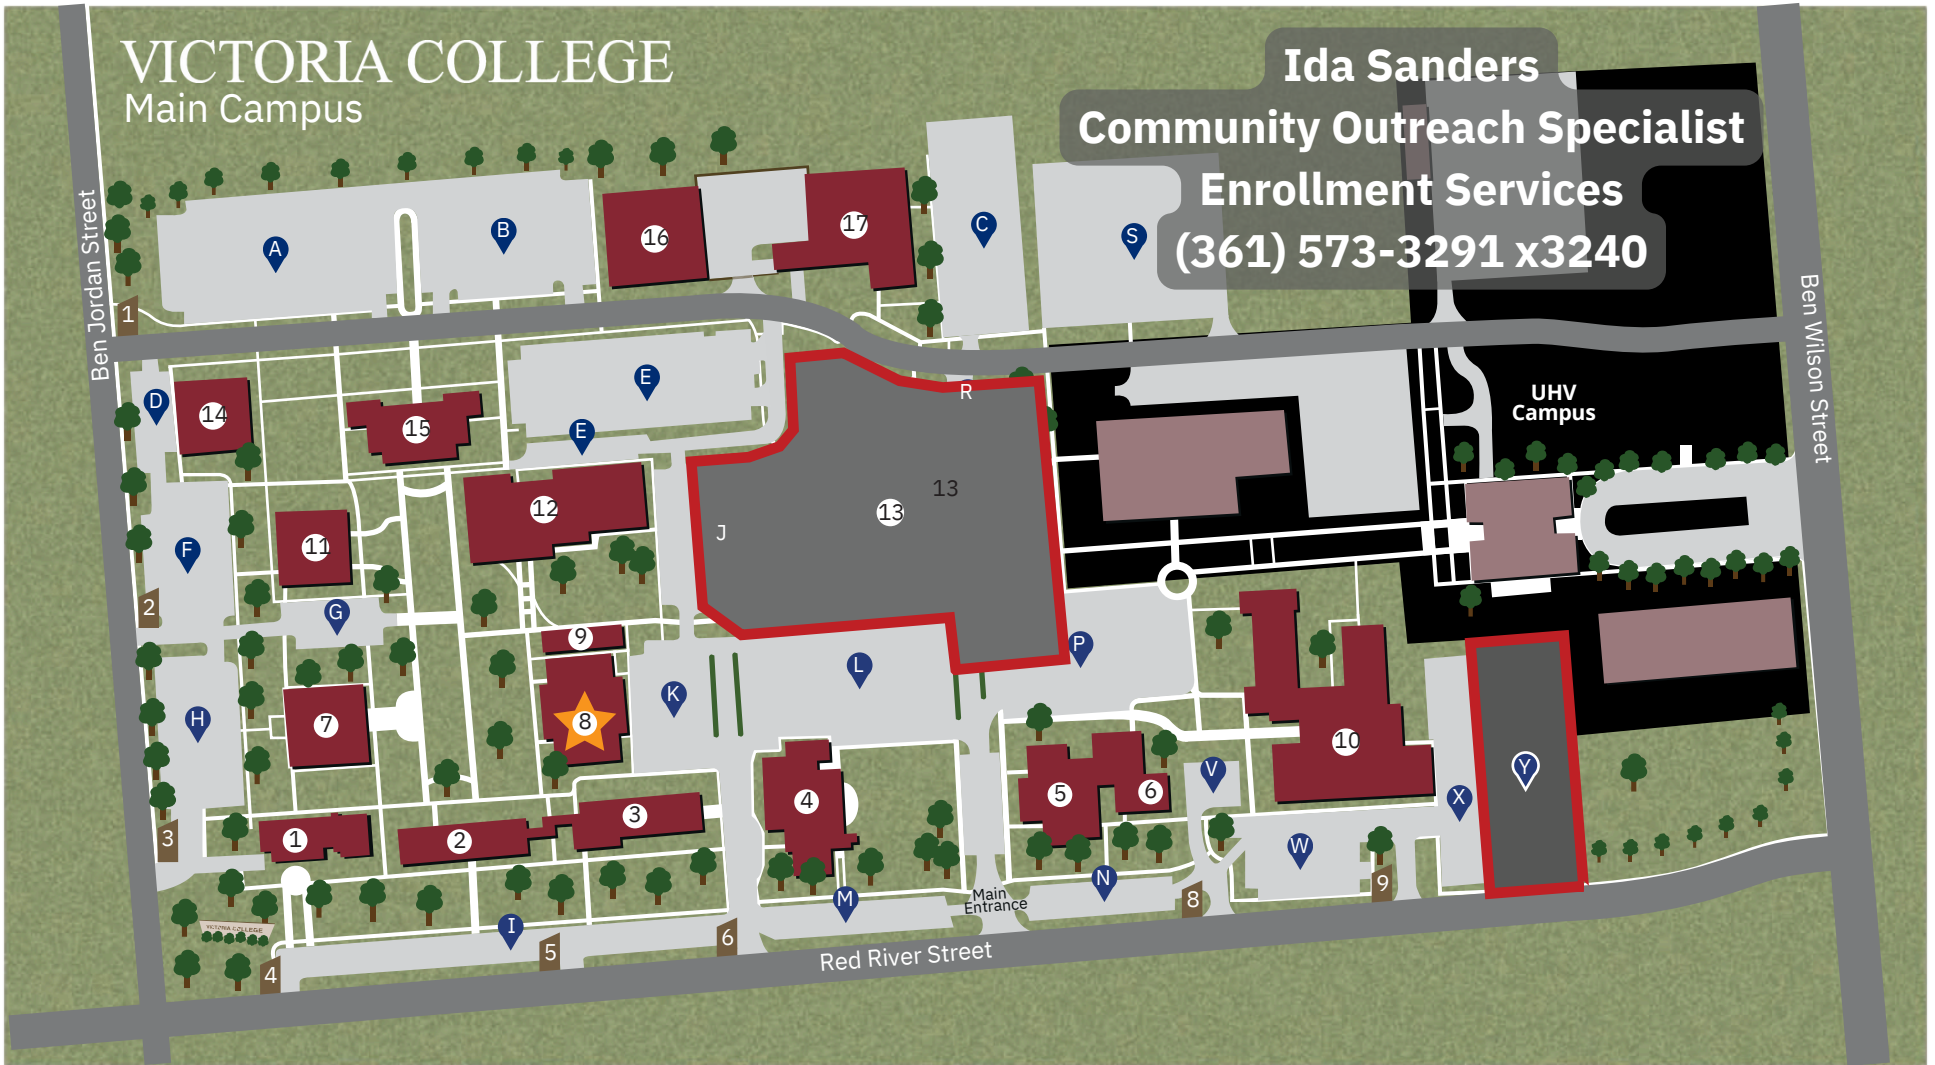 VICTORIA COLLEGE
Main Campus
Ida Sanders
Community Outreach Specialist
Enrollment Services
(361) 573-3291 x3240
Ben Jordan Street
Ben Wilson Street
A
B
16
17
C
S
1
D
14
15
E
E
R
UHV
Campus
12
13
13
J
F
11
2
G
9
L
P
K
H
7
8
10
V
Y
X
5
6
4
3
2
1
3
W
9
N
8
M
Main
Entrance
I
6
5
4
VICTORIA COLLEGE
Red River Street